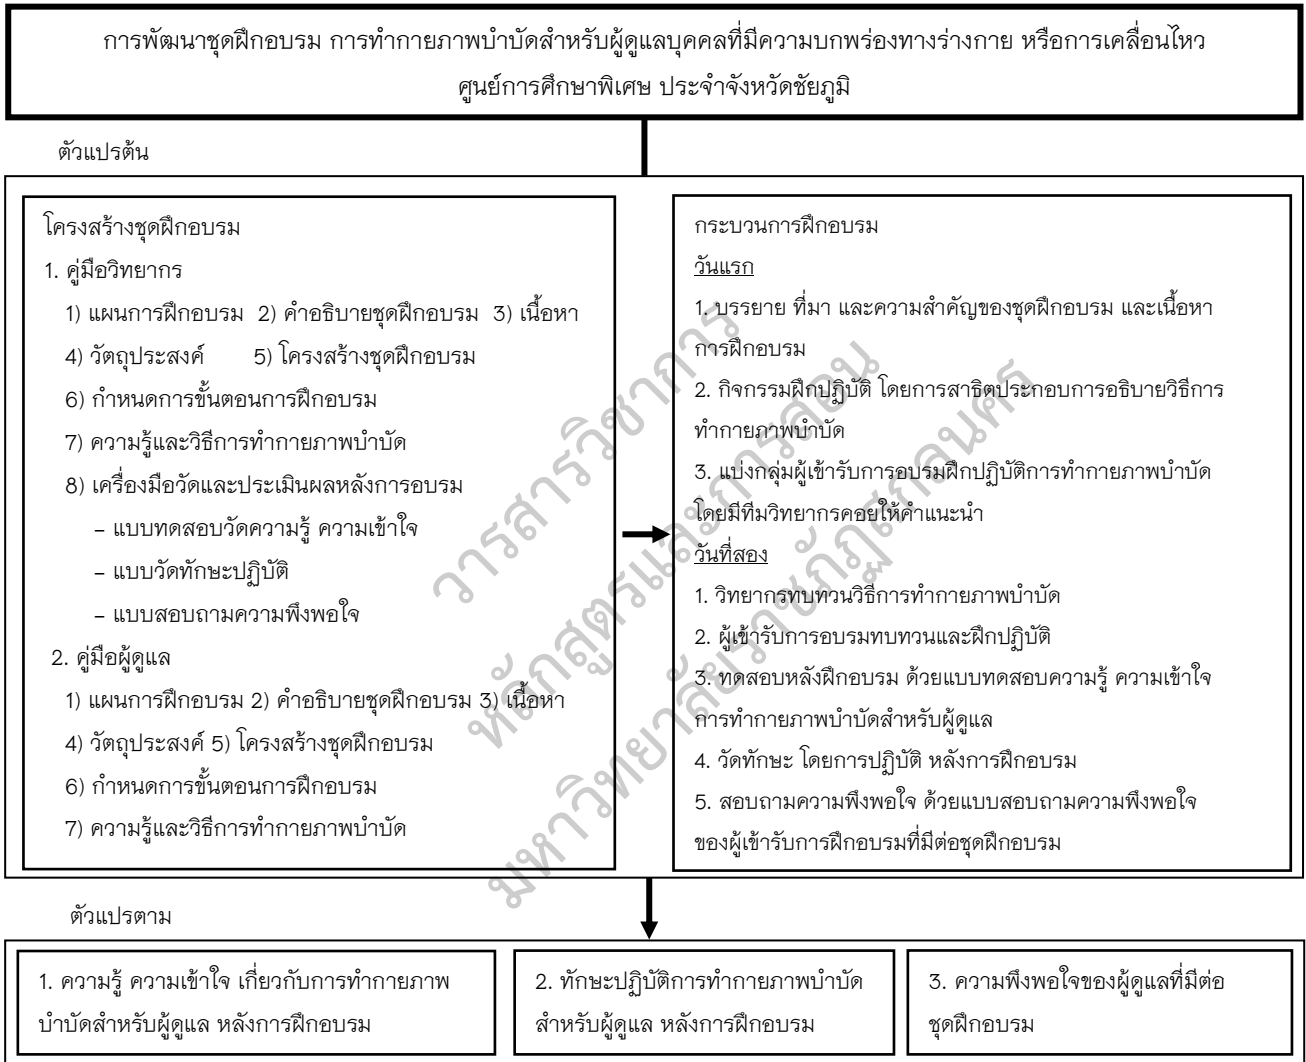 การพัฒนาชุดฝึกอบรม การทำกายภาพบำบัดสำหรับผู้ดูแลบุคคลที่มีความบกพร่องทางร่างกาย หรือการเคลื่อนไหว
ศูนย์การศึกษาพิเศษ ประจำจังหวัดชัยภูมิ
ตัวแปรต้น
โครงสร้างชุดฝึกอบรม
1. คู่มือวิทยากร
1) แผนการฝึกอบรม 2) คำอธิบายชุดฝึกอบรม 3) เนื้อหา
4) วัตถุประสงค์ 5) โครงสร้างชุดฝึกอบรม
6) กำหนดการขั้นตอนการฝึกอบรม
7) ความรู้และวิธีการทำกายภาพบำบัด
8) เครื่องมือวัดและประเมินผลหลังการอบรม
- แบบทดสอบวัดความรู้ ความเข้าใจ
- แบบวัดทักษะปฏิบัติ
- แบบสอบถามความพึงพอใจ
2. คู่มือผู้ดูแล
1) แผนการฝึกอบรม 2) คำอธิบายชุดฝึกอบรม 3) เนื้อหา
4) วัตถุประสงค์ 5) โครงสร้างชุดฝึกอบรม
6) กำหนดการขั้นตอนการฝึกอบรม
7) ความรู้และวิธีการทำกายภาพบำบัด
กระบวนการฝึกอบรม
วันแรก
1. บรรยาย ที่มา และความสำคัญของชุดฝึกอบรม และเนื้อหา
การฝึกอบรม
2. กิจกรรมฝึกปฏิบัติ โดยการสาธิตประกอบการอธิบายวิธีการ
ทำกายภาพบำบัด
3. แบ่งกลุ่มผู้เข้ารับการอบรมฝึกปฏิบัติการทำกายภาพบำบัด
โดยมีทีมวิทยากรคอยให้คำแนะนำ
วันที่สอง
1. วิทยากรทบทวนวิธีการทำกายภาพบำบัด
2. ผู้เข้ารับการอบรมทบทวนและฝึกปฏิบัติ
3. ทดสอบหลังฝึกอบรม ด้วยแบบทดสอบความรู้ ความเข้าใจ
การทำกายภาพบำบัดสำหรับผู้ดูแล
4. วัดทักษะ โดยการปฏิบัติ หลังการฝึกอบรม
5. สอบถามความพึงพอใจ ด้วยแบบสอบถามความพึงพอใจ
ของผู้เข้ารับการฝึกอบรมที่มีต่อชุดฝึกอบรม
วารสารวิชาการ
หลักสูตรและการสอน
มหาวิทยาลัยราชภัฏสกลนคร
ตัวแปรตาม
1. ความรู้ ความเข้าใจ เกี่ยวกับการทำกายภาพ
บำบัดสำหรับผู้ดูแล หลังการฝึกอบรม
2. ทักษะปฏิบัติการทำกายภาพบำบัด
สำหรับผู้ดูแล หลังการฝึกอบรม
3. ความพึงพอใจของผู้ดูแลที่มีต่อ
ชุดฝึกอบรม